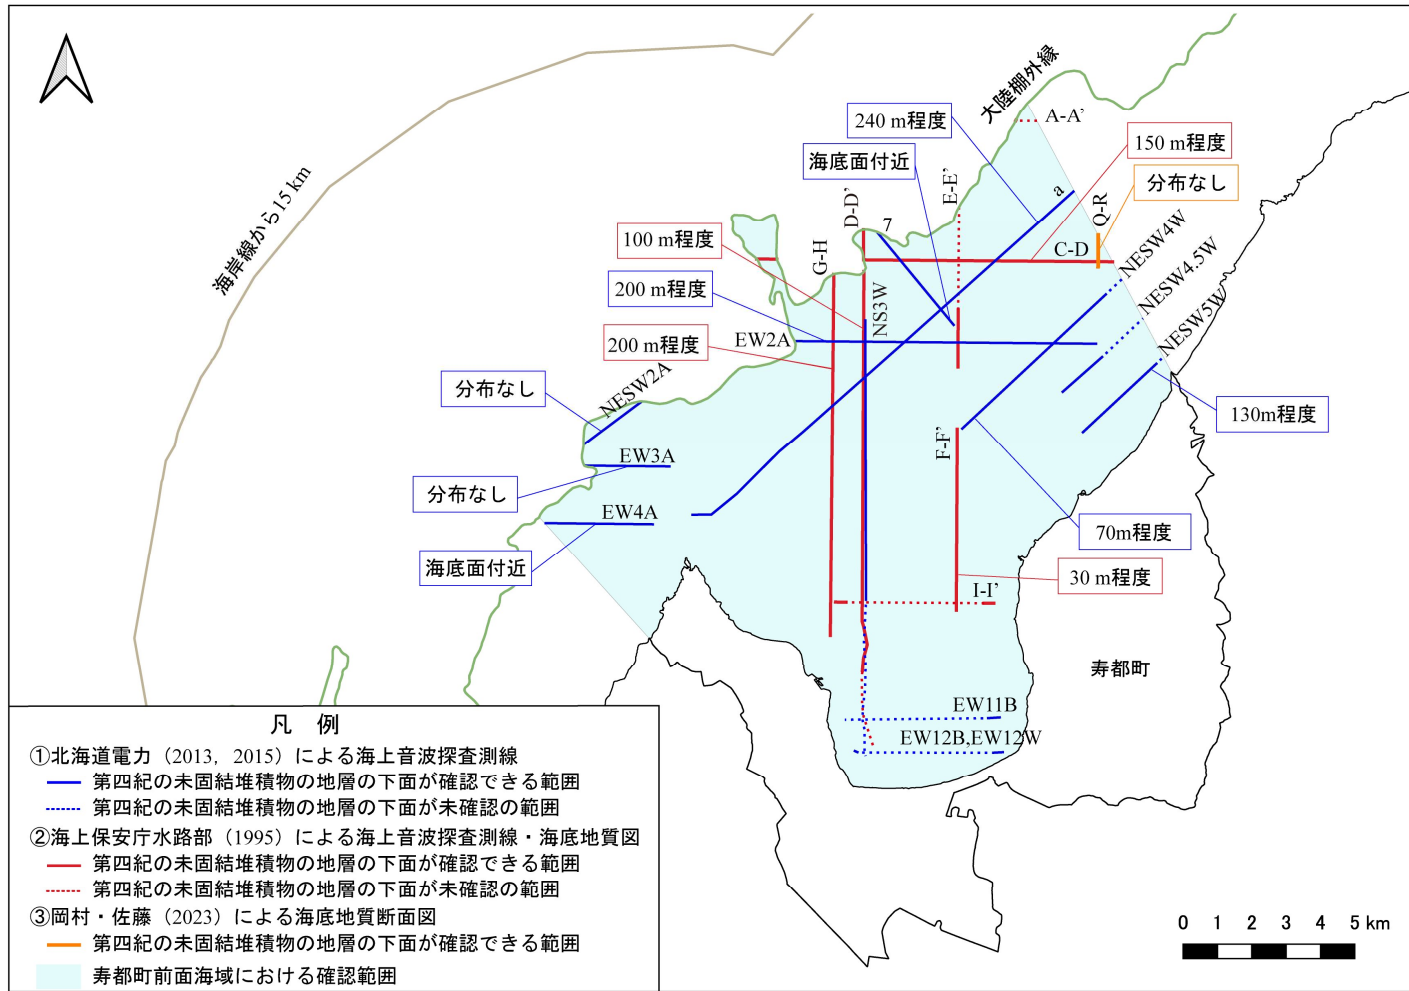 大陸棚外縁
A-A’
240 m程度
150 m程度
海底面付近
E-E’
分布なし
a
Q-R
海岸線から15 km
D-D’
7
100 m程度
G-H
C-D
NESW4W
200 m程度
NS3W
NESW4.5W
EW2A
200 m程度
NESW5W
NESW2A
分布なし
130m程度
F-F’
EW3A
分布なし
EW4A
70m程度
海底面付近
30 m程度
I-I’
寿都町
EW11B
EW12B,EW12W
凡 例
①北海道電力（2013，2015）による海上音波探査測線
第四紀の未固結堆積物の地層の下面が確認できる範囲
第四紀の未固結堆積物の地層の下面が未確認の範囲
②海上保安庁水路部（1995）による海上音波探査測線・海底地質図
第四紀の未固結堆積物の地層の下面が確認できる範囲
第四紀の未固結堆積物の地層の下面が未確認の範囲
③岡村・佐藤（2023）による海底地質断面図
第四紀の未固結堆積物の地層の下面が確認できる範囲
寿都町前面海域における確認範囲
0 1 2 3 4 5 km